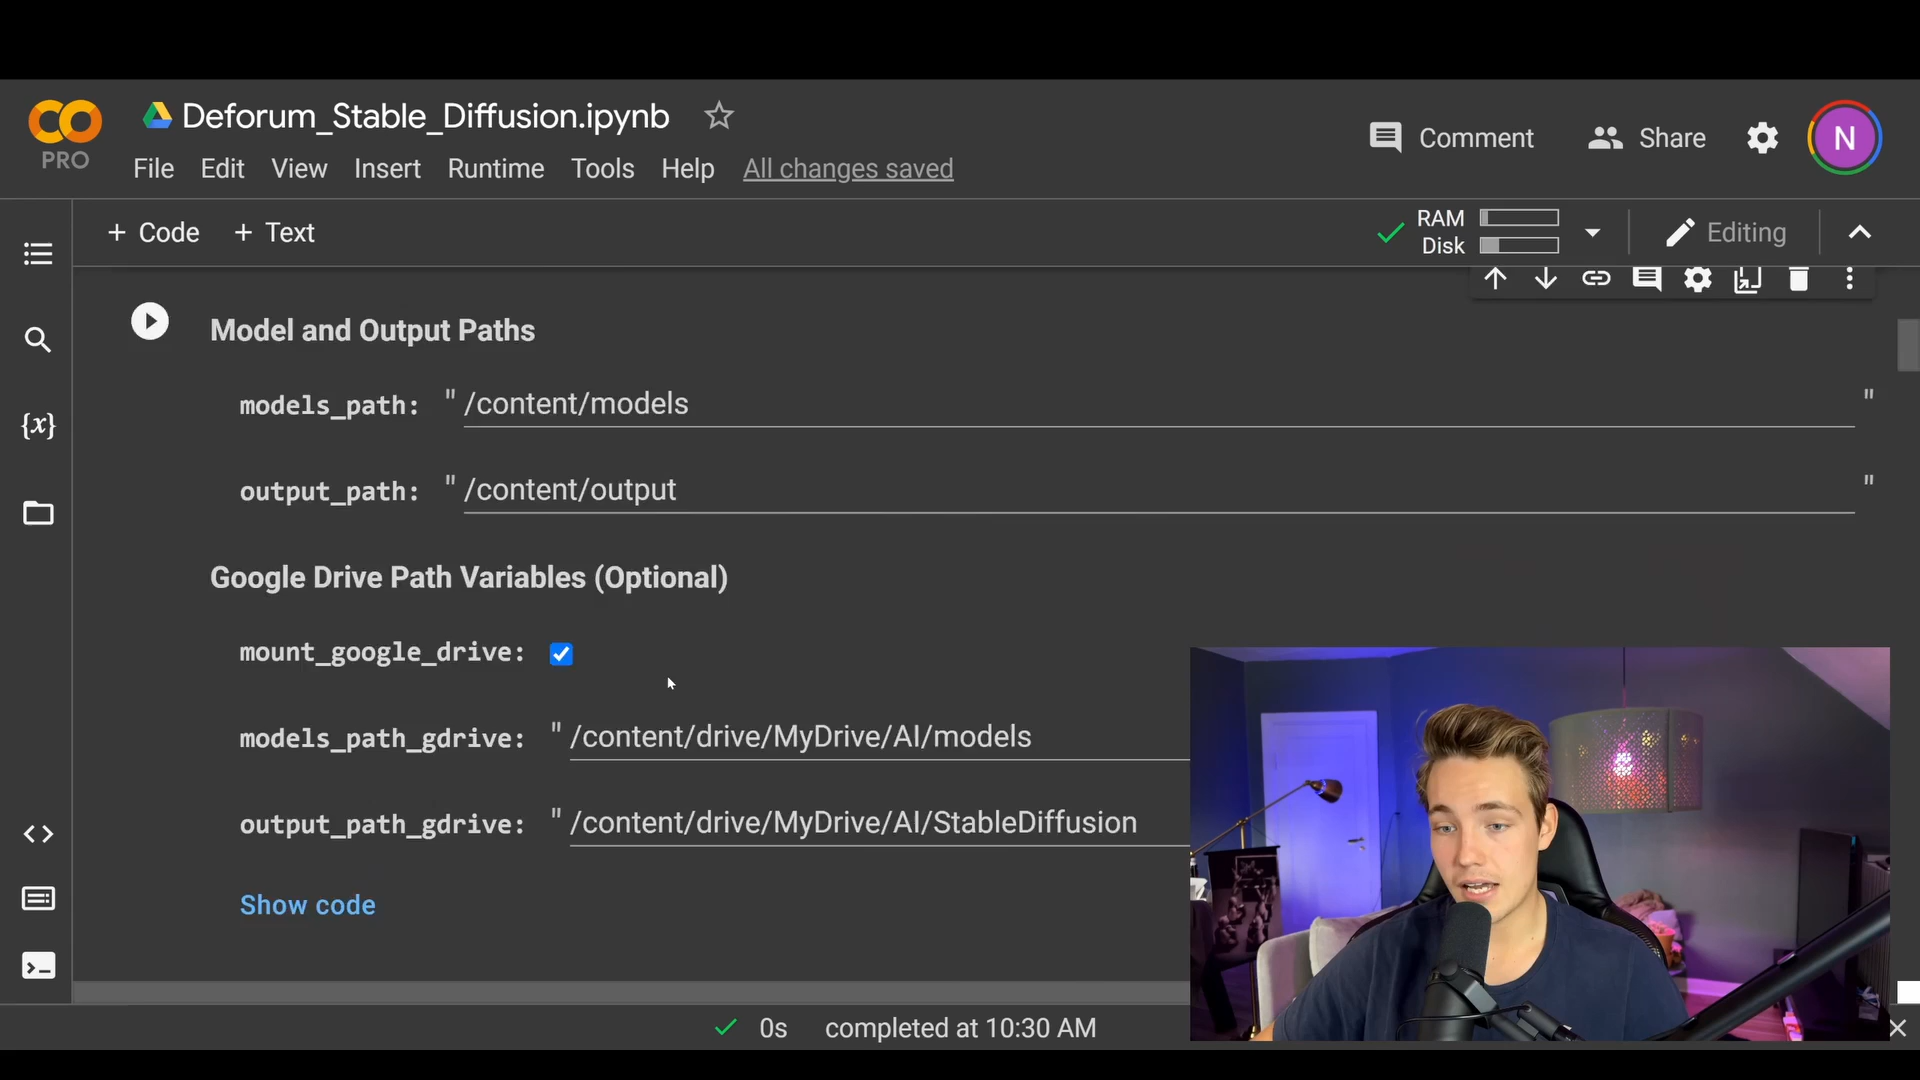 PRO
Deforum_Stable_Diffusion.ipynb
File Edit View Insert Runtime Tools Help All changes saved
Comment Share N
+ Code + Text
RAM
Disk
Editing
{x}
Model and Output Paths
models_path: "/content/models"
output_path: "/content/output"
Google Drive Path Variables (Optional)
mount_google_drive:
models_path_gdrive: "/content/drive/MyDrive/AI/models
output_path_gdrive: "/content/drive/MyDrive/AI/StableDiffusion
Show code
0s completed at 10:30 AM